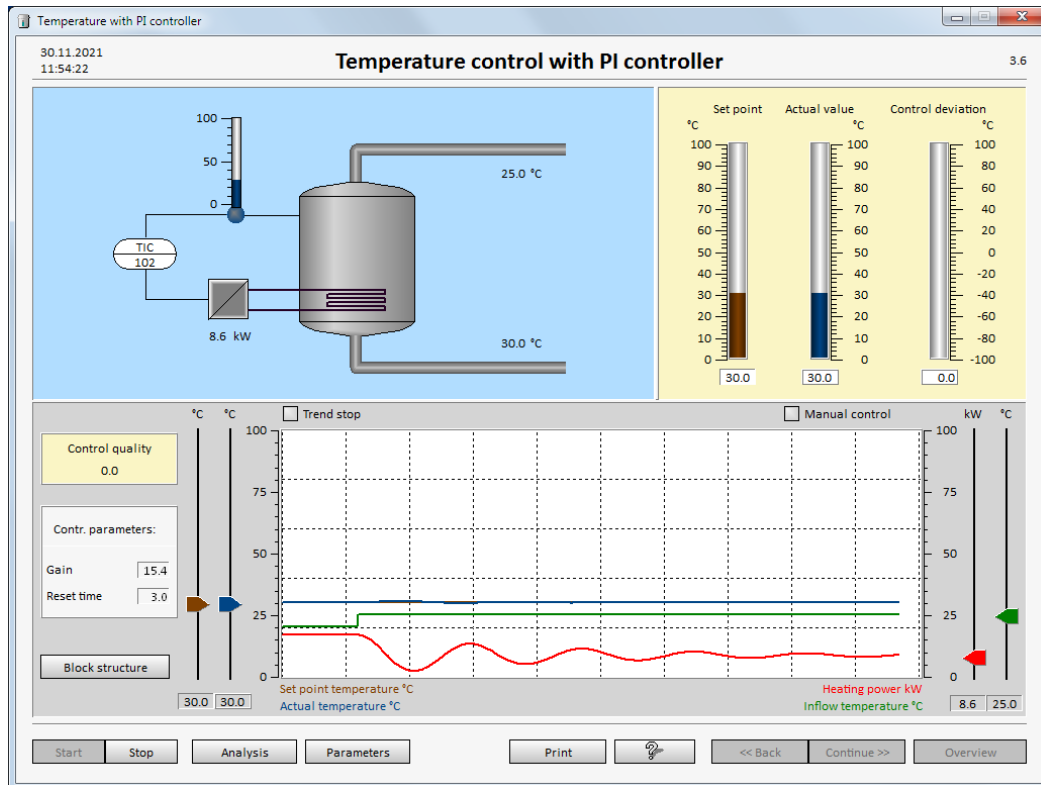 Temperature with PI controller
30.11.2021
11:54:22
Temperature control with PI controller
3.6
100
50
0
TIC
102
8.6 kW
25.0 °C
30.0 °C
Set point Actual value Control deviation
°C °C °C
100 100 100
90 90 80
80 80 60
70 70 40
60 60 20
50 50 0
40 40 -20
30 30 -40
20 20 -60
10 10 -80
0 0 -100
30.0 30.0 0.0
°C °C Trend stop Manual control kW °C
Control quality
0.0
Contr. parameters:
Gain 15.4
Reset time 3.0
Block structure
30.0 30.0
100 100
75 75
50 50
25 25
0 0
Set point temperature °C Heating power kW
Actual temperature °C Inflow temperature °C
8.6 25.0
Start Stop Analysis Parameters Print ? << Back Continue >> Overview